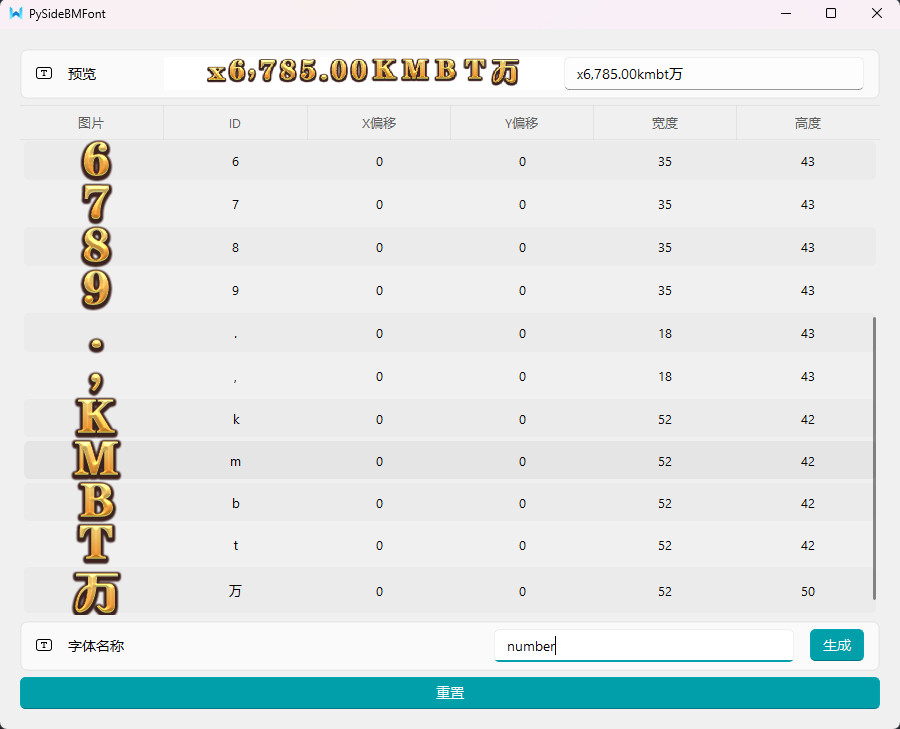 PySideBMFont
预览 x6,785.00KMBT万 x6,785.00kmbt万
图片 ID X偏移 Y偏移 宽度 高度
6 6 0 0 35 43
7 7 0 0 35 43
8 8 0 0 35 43
9 9 0 0 35 43
. . 0 0 18 43
, , 0 0 18 43
K k 0 0 52 42
M m 0 0 52 42
B b 0 0 52 42
T t 0 0 52 42
万 万 0 0 52 50
字体名称 number 生成
重置